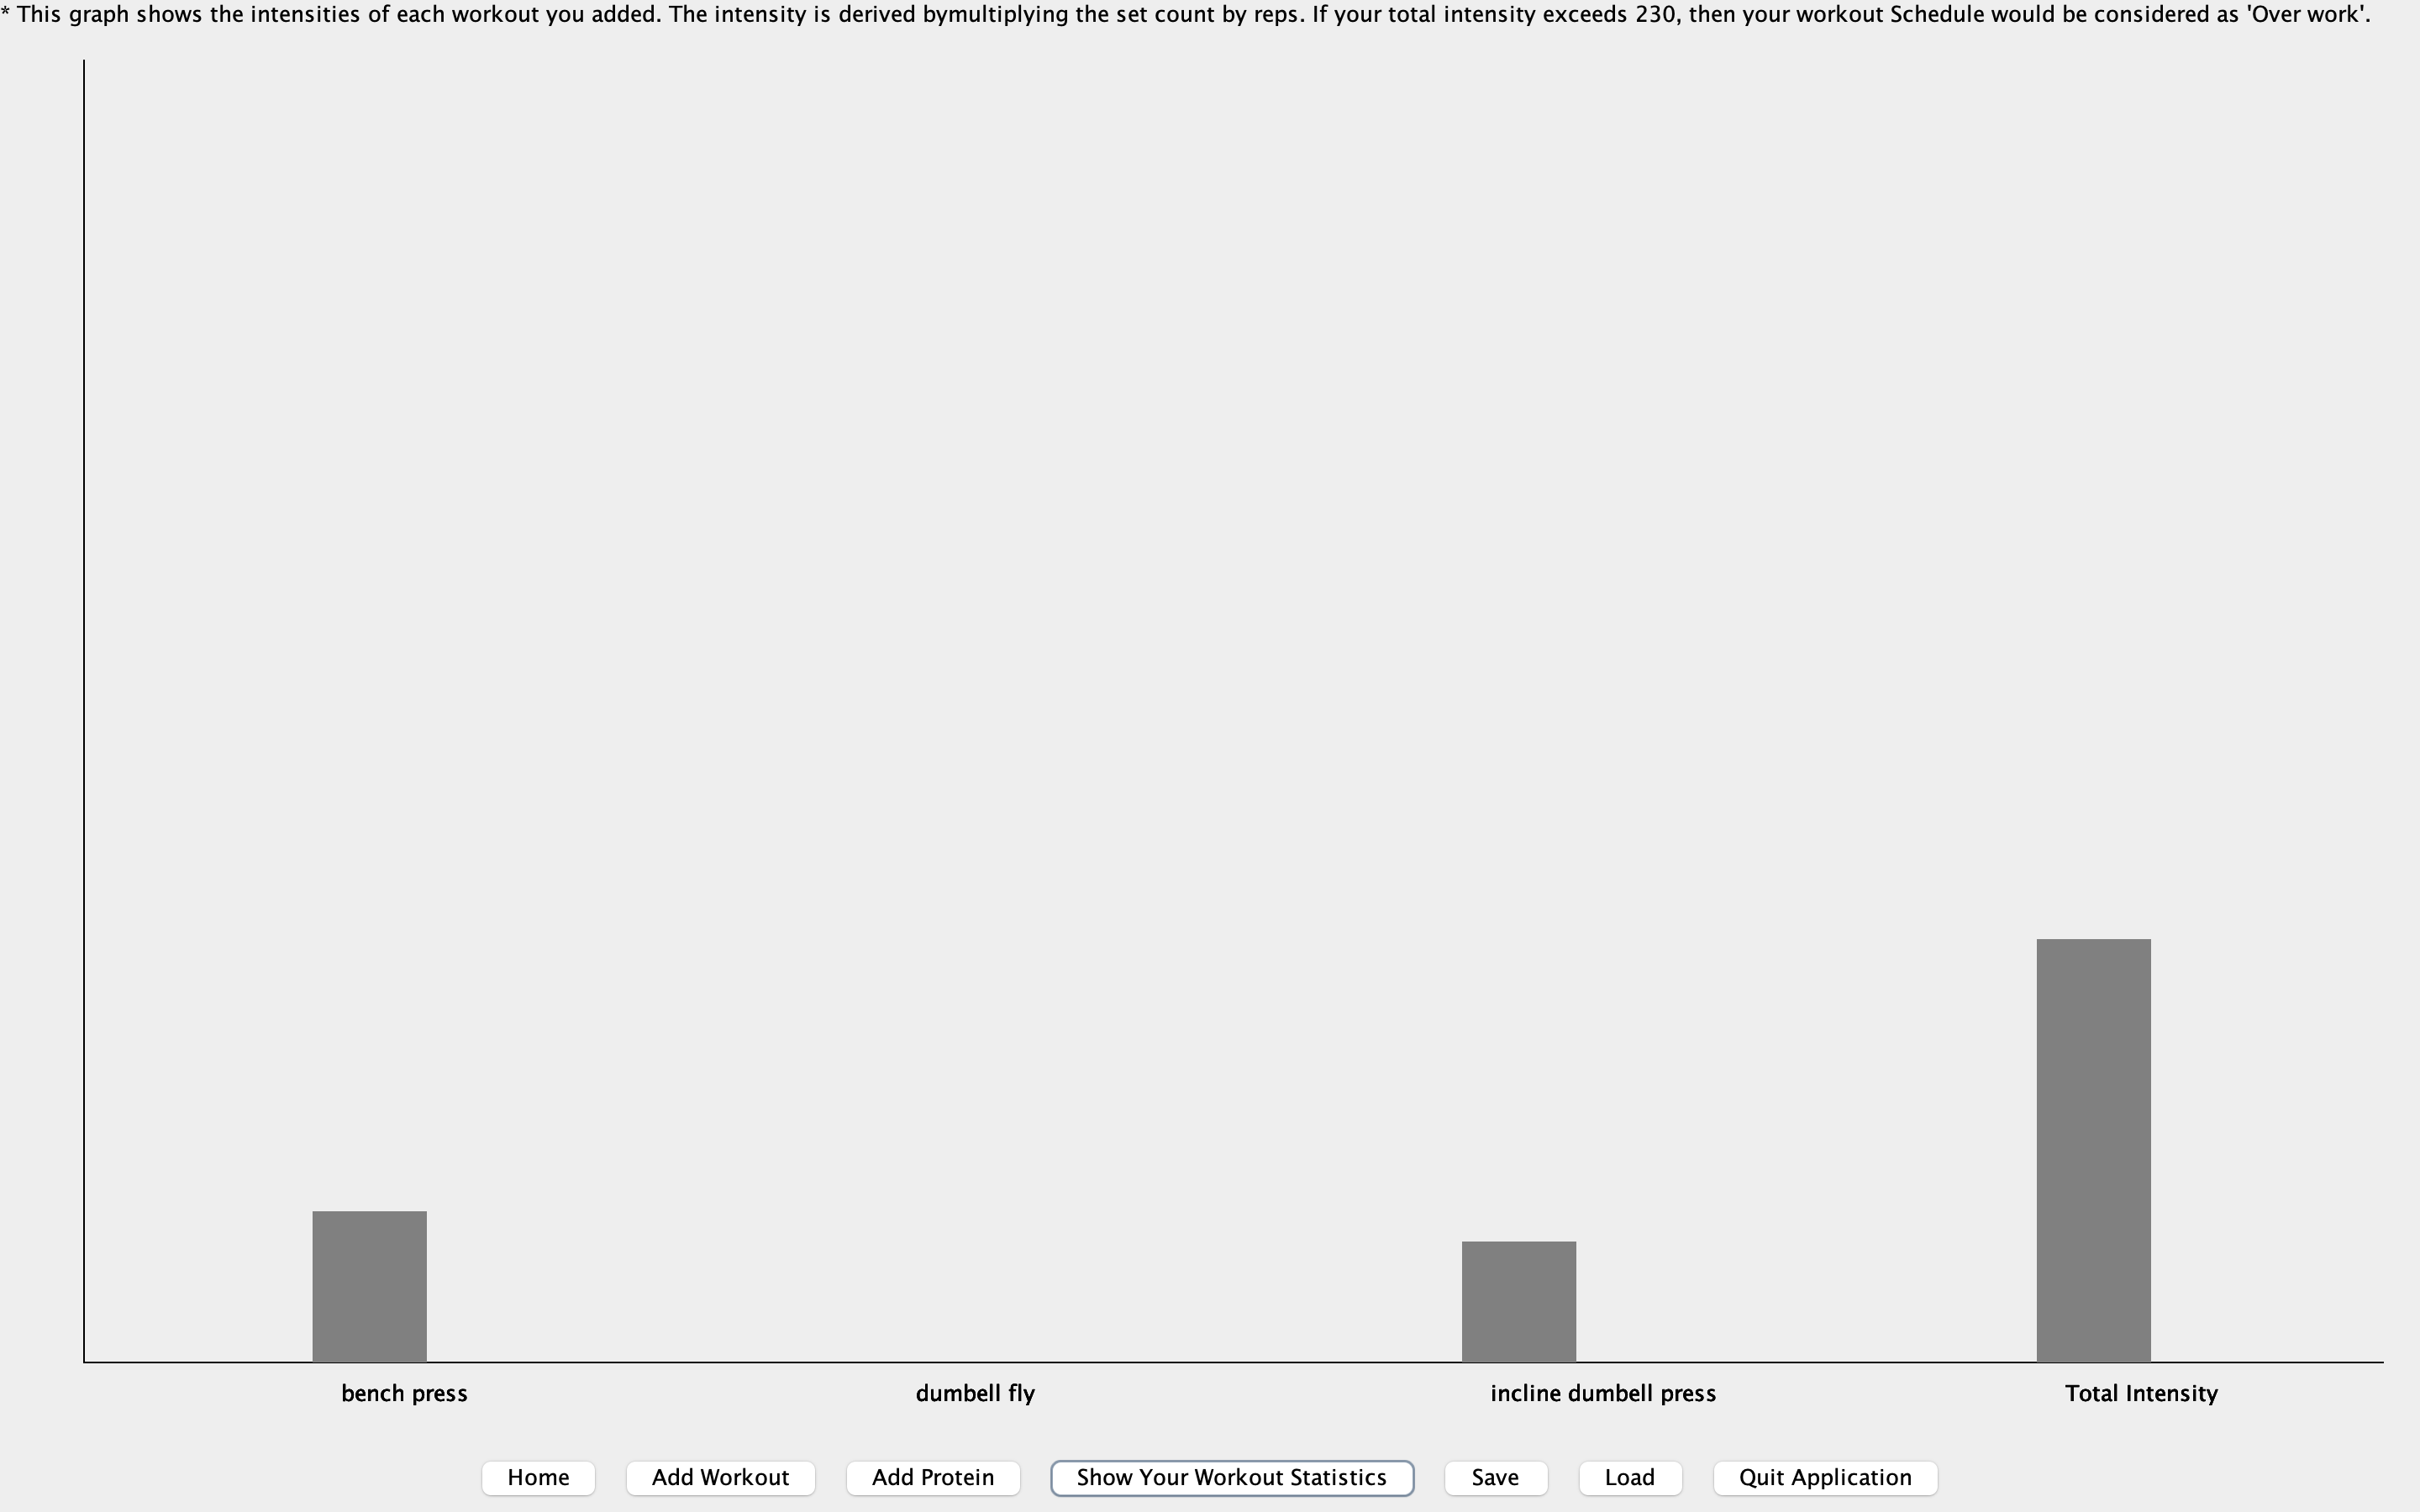 * This graph shows the intensities of each workout you added. The intensity is derived bymultiplying the set count by reps. If your total intensity exceeds 230, then your workout Schedule would be considered as 'Over work'.
bench press
dumbell fly
incline dumbell press
Total Intensity
Home
Add Workout
Add Protein
Show Your Workout Statistics
Save
Load
Quit Application